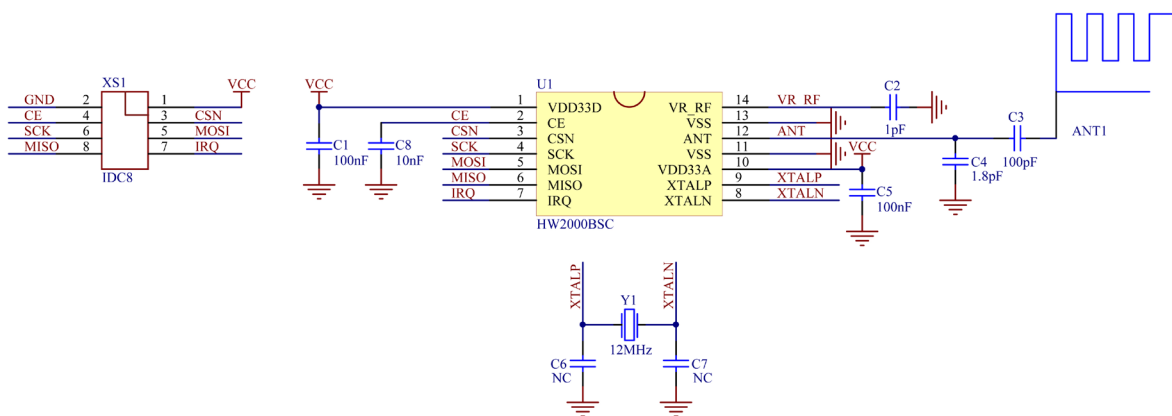 XS1
VCC
GND 2 1
CE 4 3 CSN
SCK 6 5 MOSI
MISO 8 7 IRQ
IDC8
VCC
C1
100nF
C8
10nF
U1
1 VDD33D VR_RF 14 VR_RF
CE 2 CE VSS 13
CSN 3 CSN ANT 12 ANT
SCK 4 SCK VSS 11
MOSI 5 MOSI VDD33A 10
MISO 6 MISO XTALP 9 XTALP
IRQ 7 IRQ XTALN 8 XTALN
HW2000BSC
C2
1pF
VCC
C5
100nF
C3
100pF
C4
1.8pF
ANT1
XTALP
XTALN
Y1
12MHz
C6
NC
C7
NC